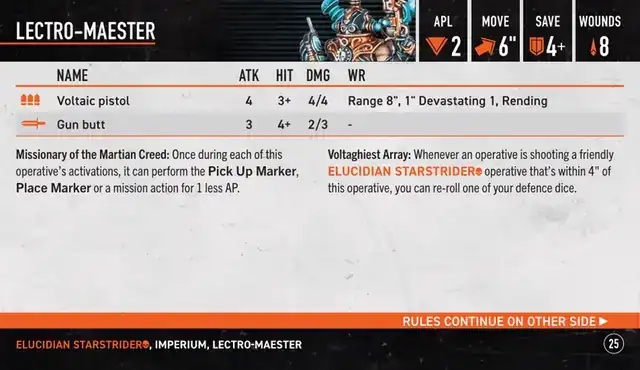 LECTRO-MAESTER
APL MOVE SAVE WOUNDS
2 6" 4+ 8
NAME ATK HIT DMG WR
Voltaic pistol 4 3+ 4/4 Range 8", 1" Devastating 1, Rending
Gun butt 3 4+ 2/3 -
Missionary of the Martian Creed: Once during each of this
operative's activations, it can perform the Pick Up Marker,
Place Marker or a mission action for 1 less AP.
Voltaghiest Array: Whenever an operative is shooting a friendly
ELUCIDIAN STARSTRIDER operative that's within 4" of
this operative, you can re-roll one of your defence dice.
RULES CONTINUE ON OTHER SIDE
ELUCIDIAN STARSTRIDER, IMPERIUM, LECTRO-MAESTER
25